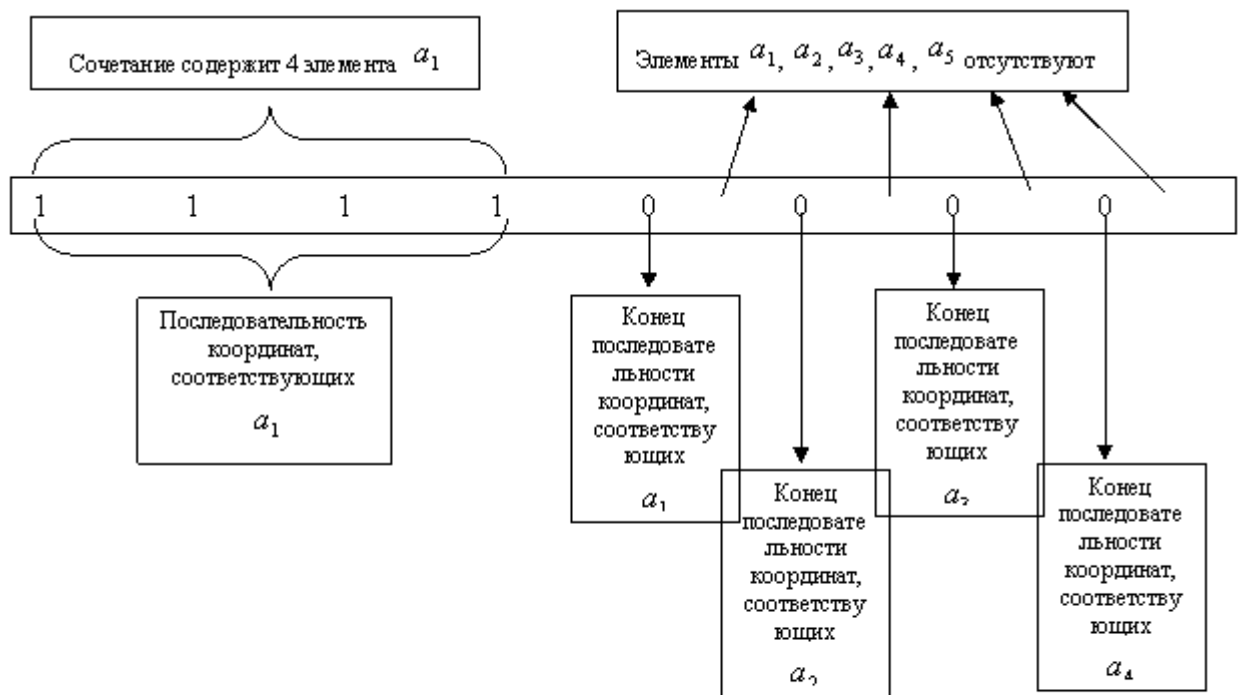 Сочетание содержит 4 элемента a₁
Элементы a₁, a₂, a₃, a₄, a₅ отсутствуют
1 1 1 1 0 0 0 0
Последовательность
координат,
соответствующих
a₁
Конец
последовате
льности
координат,
соответству
ющих
a₁
Конец
последовате
льности
координат,
соответству
ющих
a₂
Конец
последовате
льности
координат,
соответству
ющих
a₃
Конец
последовате
льности
координат,
соответству
ющих
a₄